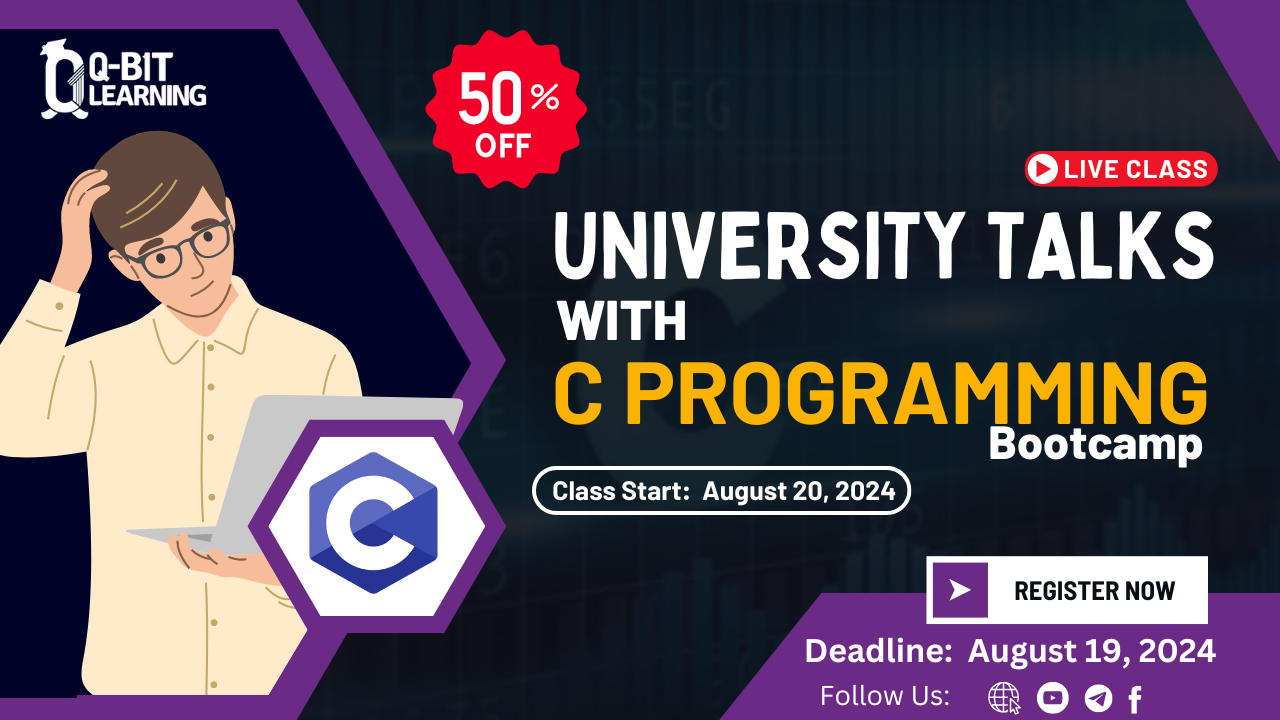 Q-BIT
LEARNING
50%
OFF
LIVE CLASS
UNIVERSITY TALKS
WITH
C PROGRAMMING
Bootcamp
Class Start: August 20, 2024
C
REGISTER NOW
Deadline: August 19, 2024
Follow Us: